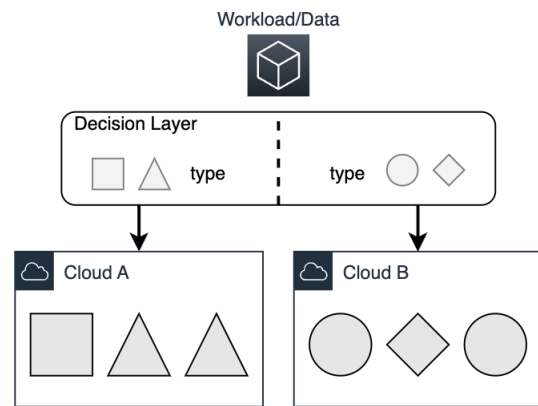 Workload/Data
Decision Layer
type
type
Cloud A
Cloud B